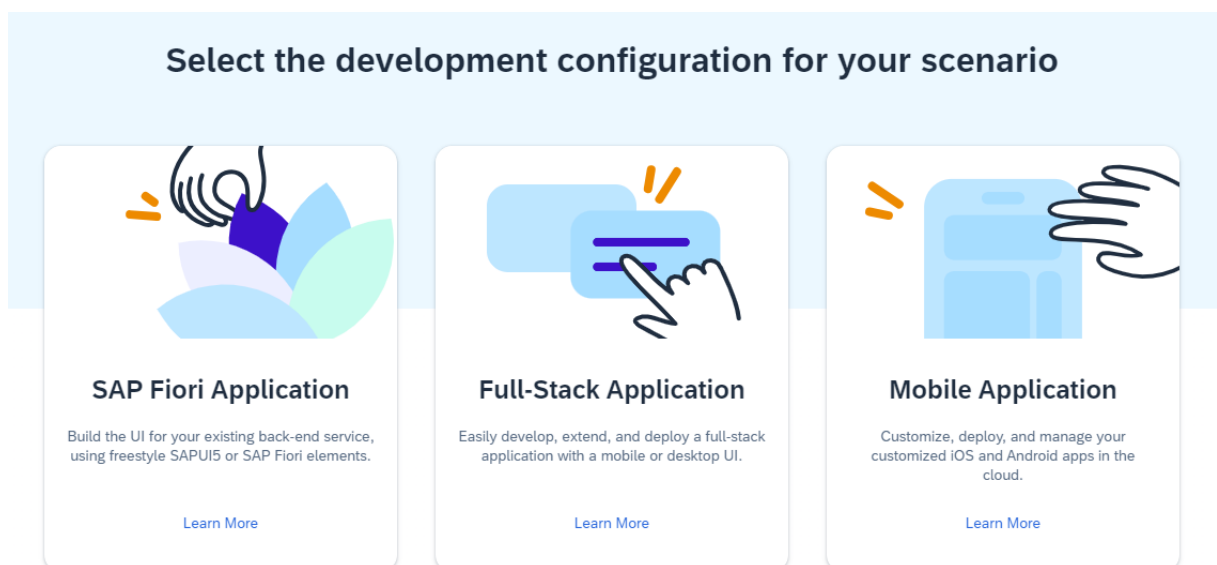 Select the development configuration for your scenario
SAP Fiori Application
Build the UI for your existing back-end service,
using freestyle SAPUI5 or SAP Fiori elements.
Learn More
Full-Stack Application
Easily develop, extend, and deploy a full-stack
application with a mobile or desktop UI.
Learn More
Mobile Application
Customize, deploy, and manage your
customized iOS and Android apps in the
cloud.
Learn More